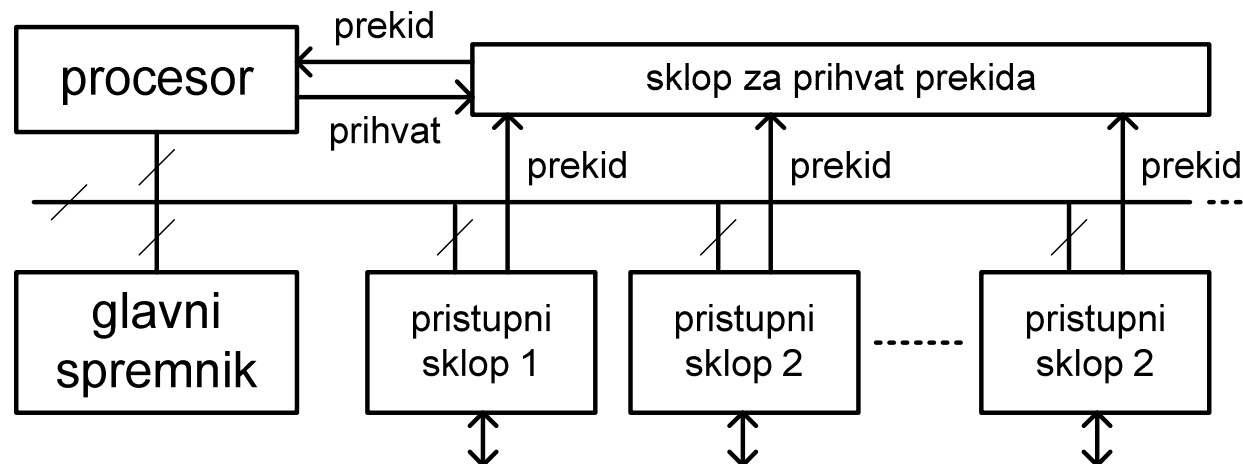 prekid
procesor
sklop za prihvat prekida
prihvat
prekid
prekid
prekid
glavni
spremnik
pristupni
sklop 1
pristupni
sklop 2
pristupni
sklop 2